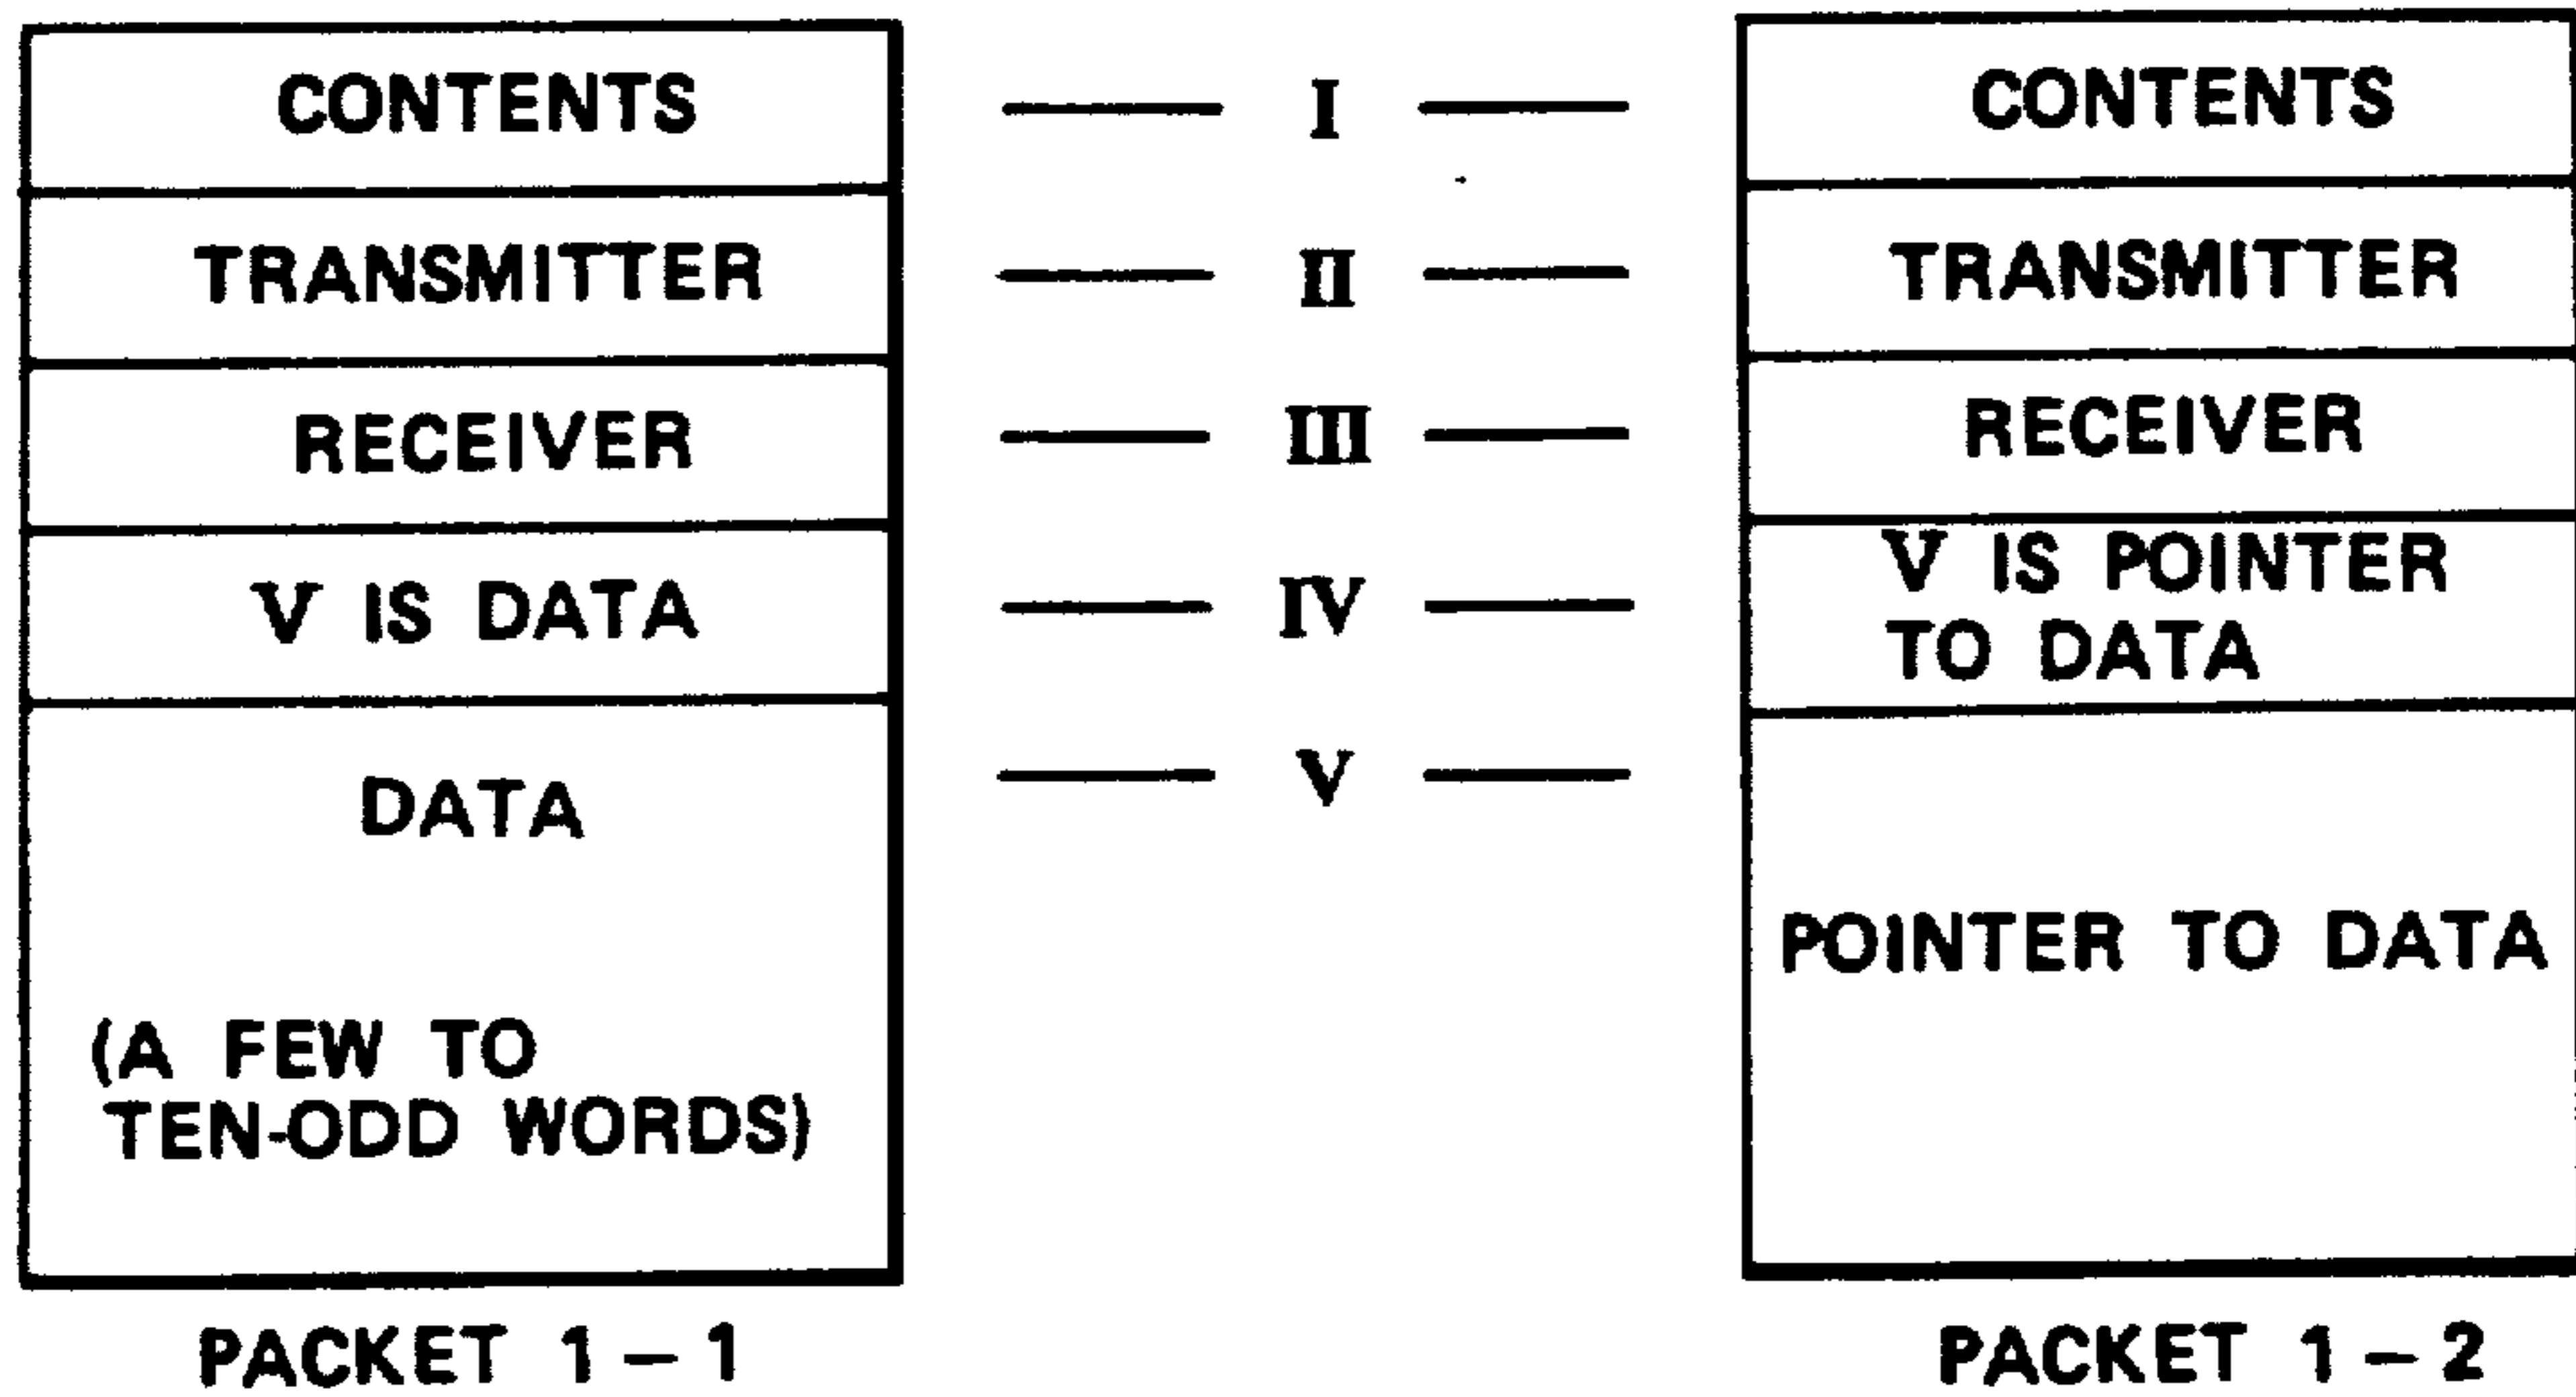 CONTENTS
TRANSMITTER
RECEIVER
V IS DATA
DATA
(A FEW TO
TEN-ODD WORDS)
PACKET 1–1
I
II
III
IV
V
CONTENTS
TRANSMITTER
RECEIVER
V IS POINTER
TO DATA
POINTER TO DATA
PACKET 1–2